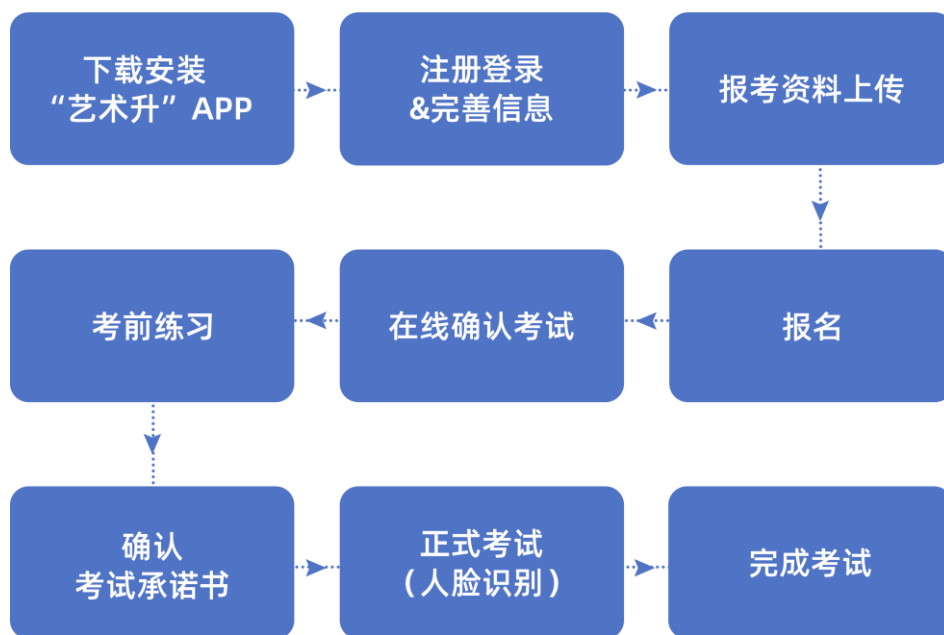 下载安装
“艺术升” APP
注册登录
&完善信息
报考资料上传
报名
在线确认考试
考前练习
确认
考试承诺书
正式考试
（人脸识别）
完成考试